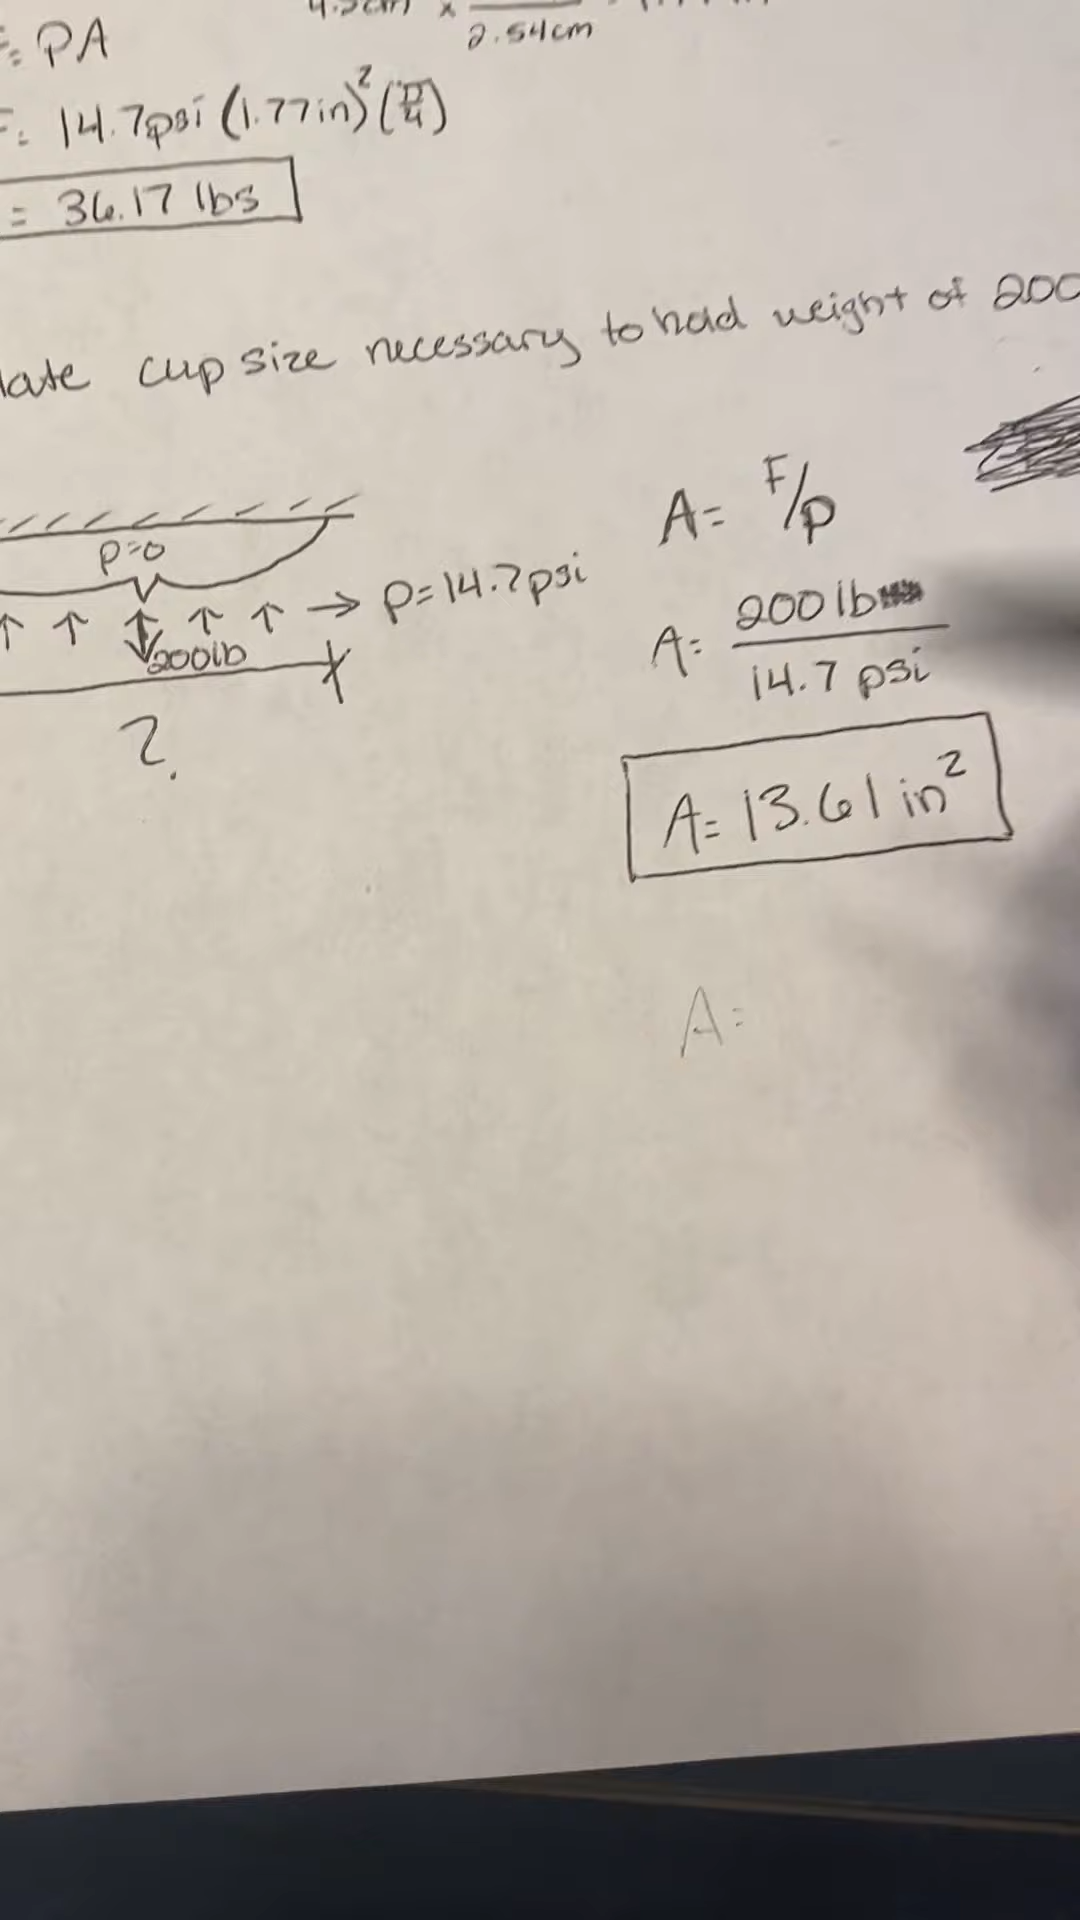 = PA
2.54cm
F= 14.7psi (1.77in)² (π/4)
= 36.17 lbs
late cup size necessary to hold weight of 200
P=0
P=14.7psi
200lb
?
A= F/P
A= 200 lb / 14.7 psi
A= 13.61 in²
A=